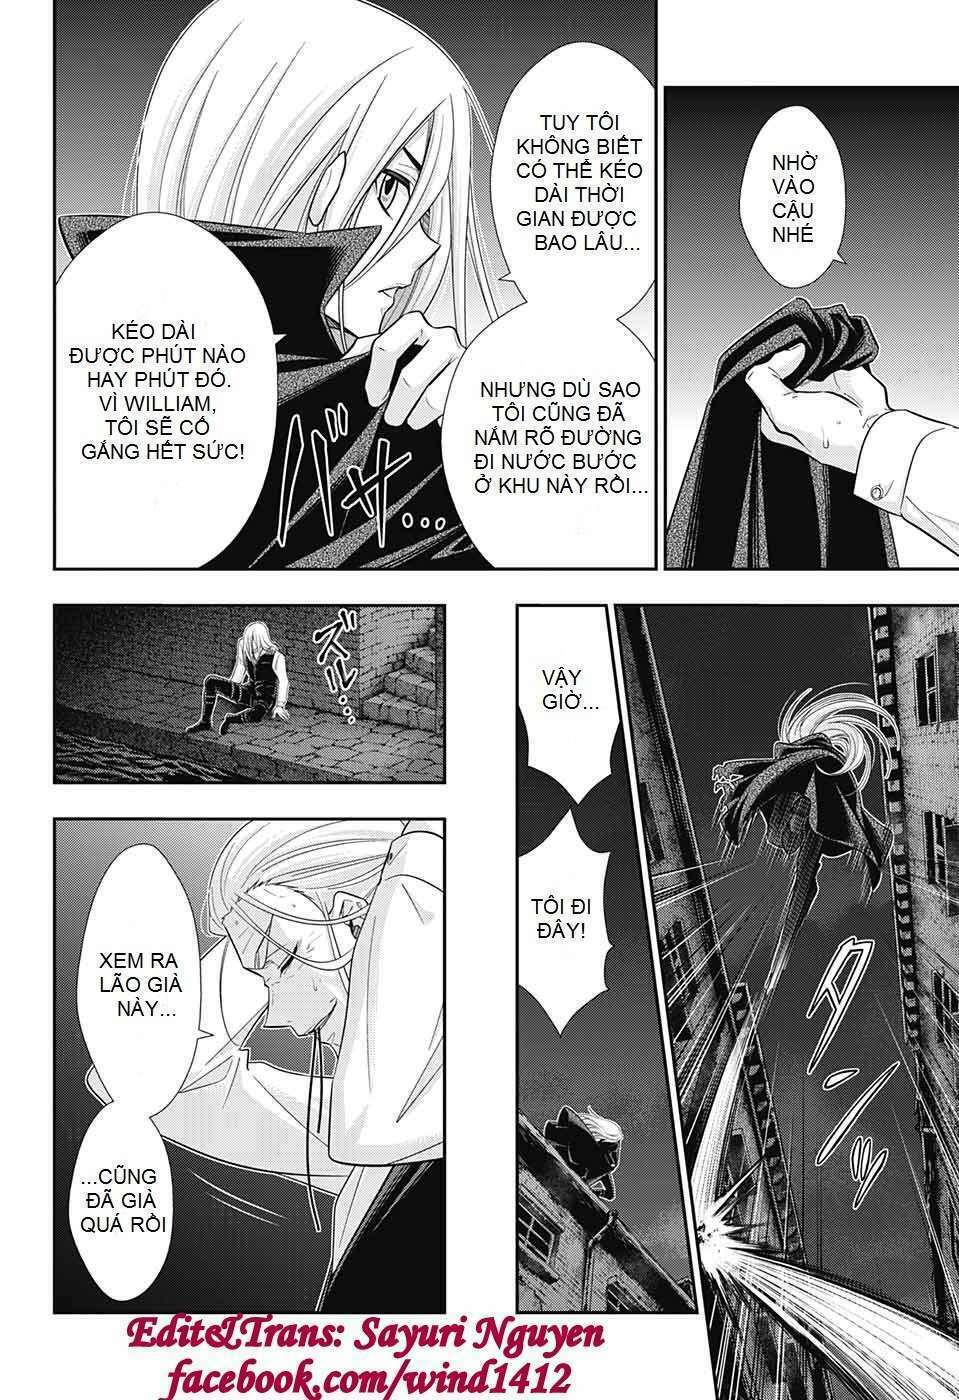 NHỜ
VÀO
CẬU
NHÉ
TUY TÔI
KHÔNG BIẾT
CÓ THỂ KÉO
DÀI THỜI
GIAN ĐƯỢC
BAO LÂU...
NHƯNG DÙ SAO
TÔI CŨNG ĐÃ
NẮM RÕ ĐƯỜNG
ĐI NƯỚC BƯỚC
Ở KHU NÀY RỒI...
KÉO DÀI
ĐƯỢC PHÚT NÀO
HAY PHÚT ĐÓ.
VÌ WILLIAM,
TÔI SẼ CỐ
GẮNG HẾT SỨC!
バサ...
VẬY
GIỜ...
TÔI ĐI
ĐÂY!
タッ
ズル...
XEM RA
LÃO GIÀ
NÀY...
...CŨNG
ĐÃ GIÀ
QUÁ RỒI
Edit&Trans: Sayuri Nguyen
facebook.com/wind1412